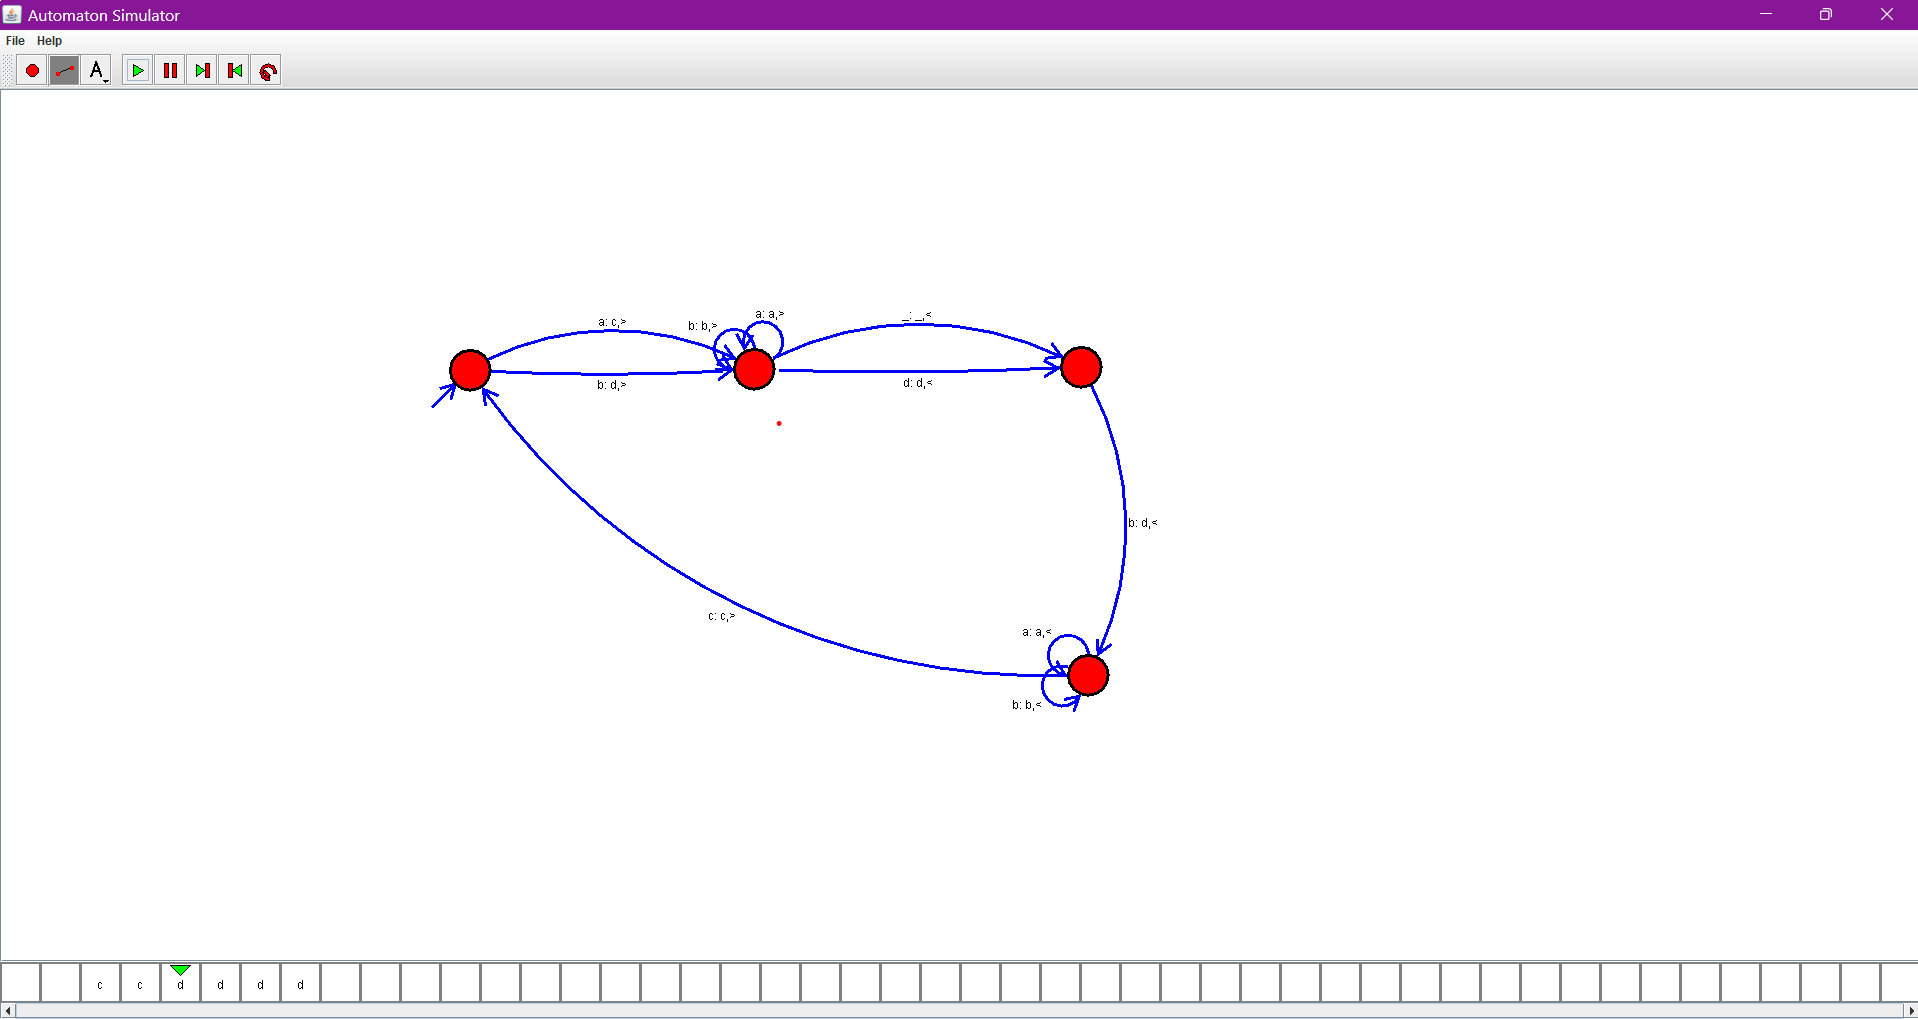 Automaton Simulator
File Help
A
a: a,>
_: _,<
a: c,>
b: b,>
b: d,>
d: d,<
b: d,<
c: c,>
a: a,<
b: b,<
c c d d d d